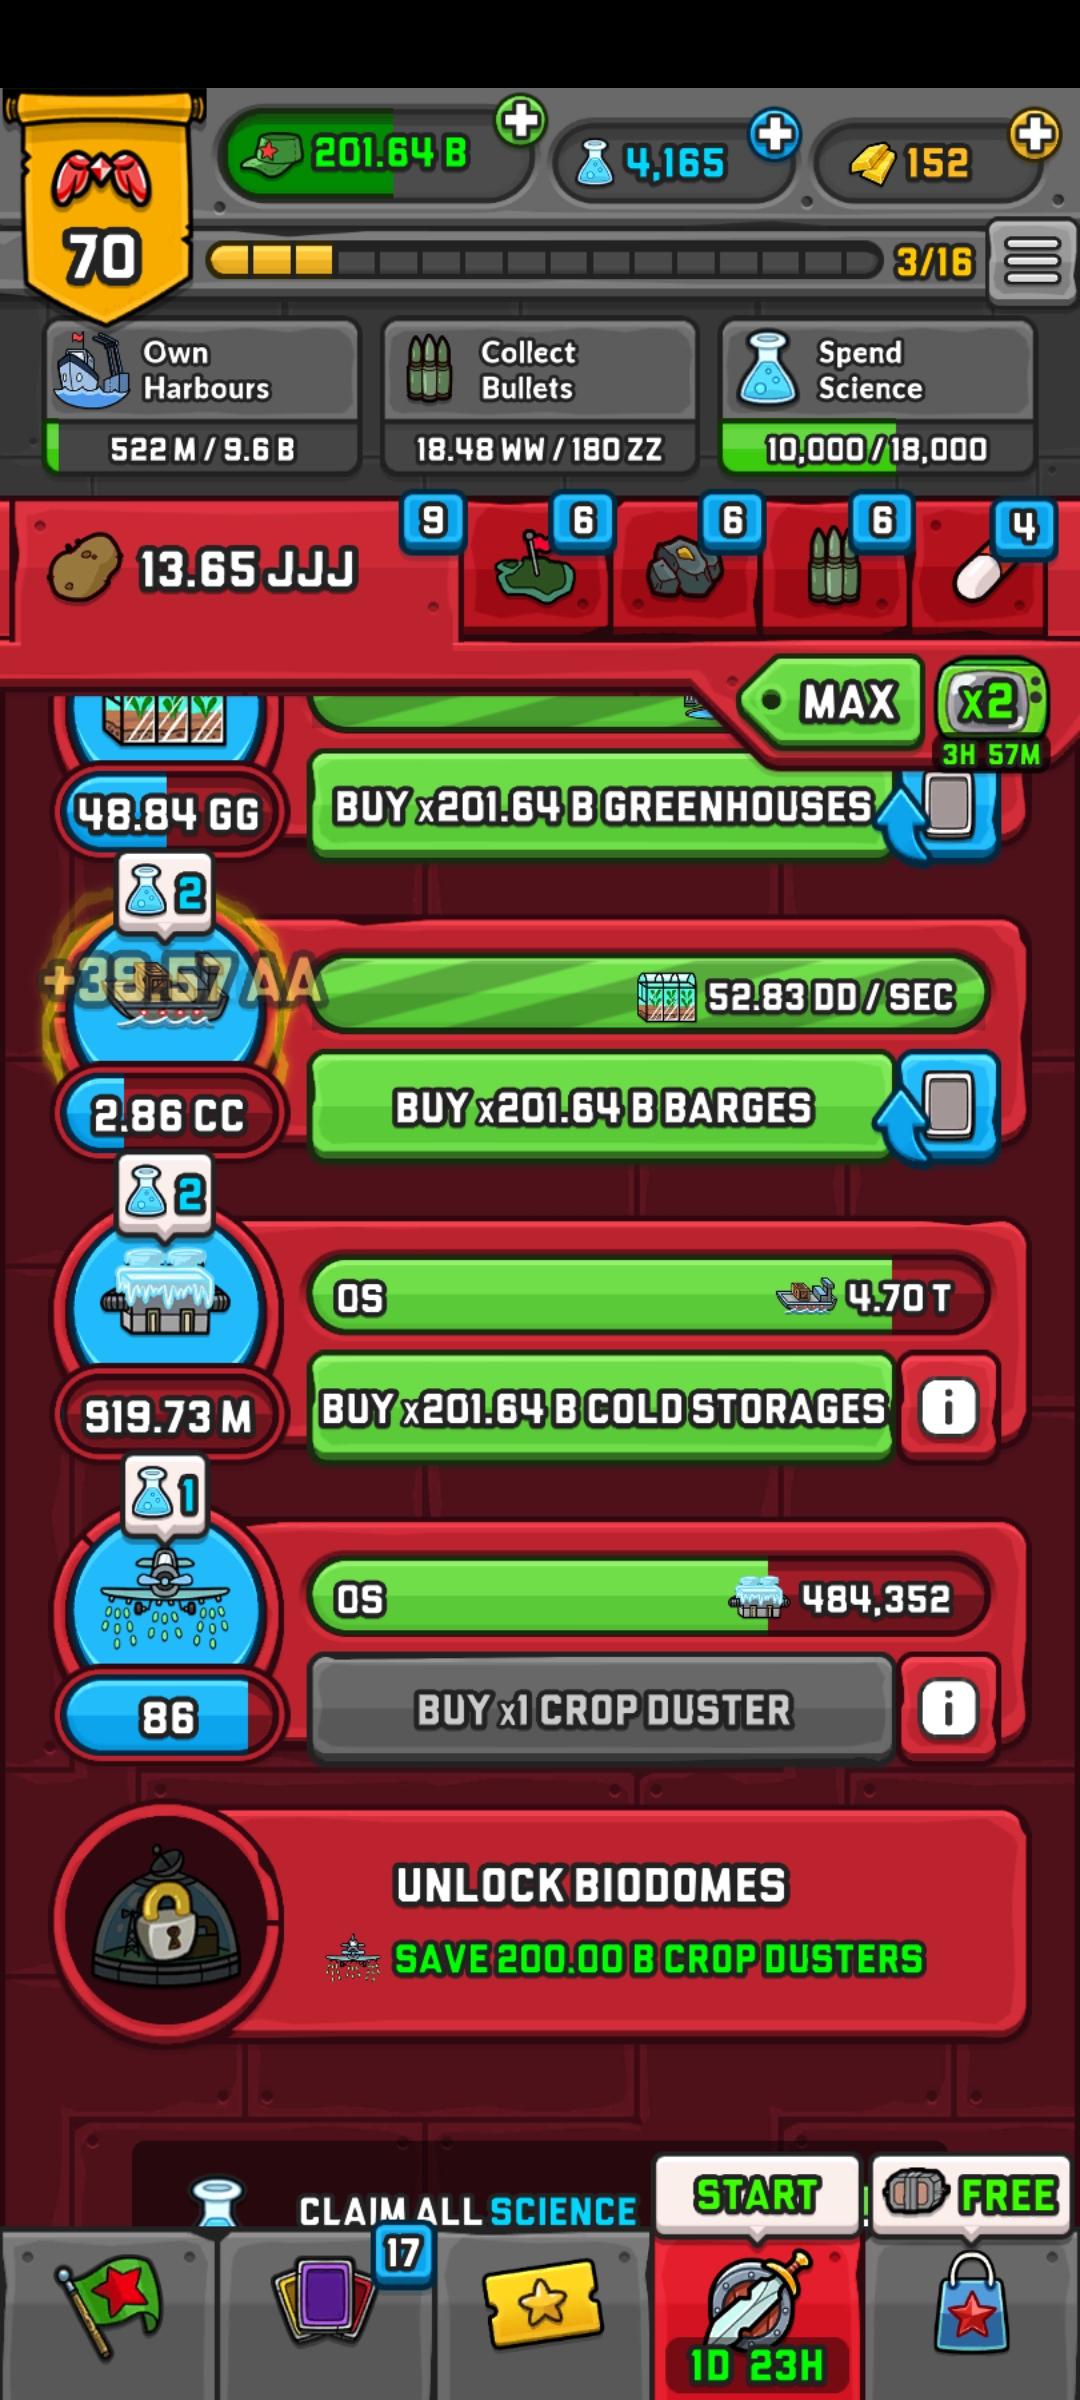 201.64 B
4,165
152
70
3/16
Own
Harbours
522 M / 9.6 B
Collect
Bullets
18.48 WW / 180 ZZ
Spend
Science
10,000 / 18,000
13.65 JJJ
9
6
6
6
4
MAX
x2
3H 57M
48.84 GG
BUY x201.64 B GREENHOUSES
2
+39.57 AA
52.83 DD / SEC
2.86 CC
BUY x201.64 B BARGES
2
0S
4.70 T
919.73 M
BUY x201.64 B COLD STORAGES
i
1
0S
484,352
86
BUY x1 CROP DUSTER
i
UNLOCK BIODOMES
SAVE 200.00 B CROP DUSTERS
CLAIM ALL SCIENCE
START
FREE
17
1D 23H